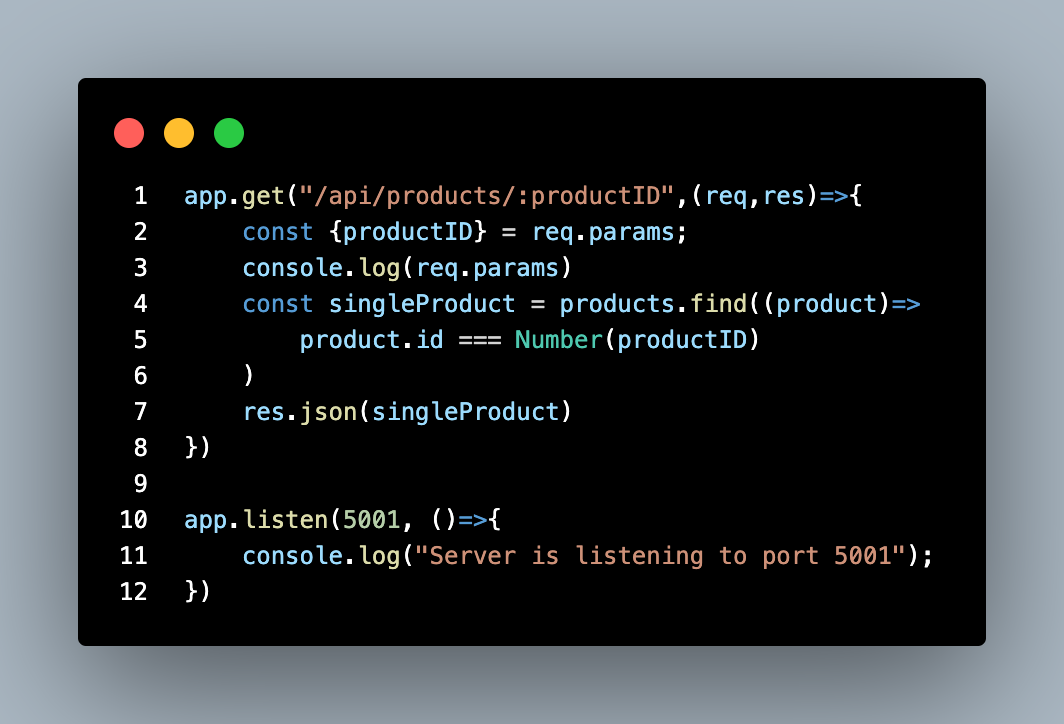 1 app.get("/api/products/:productID",(req,res)=>{
2     const {productID} = req.params;
3     console.log(req.params)
4     const singleProduct = products.find((product)=>
5         product.id === Number(productID)
6     )
7     res.json(singleProduct)
8 })
9
10 app.listen(5001, ()=>{
11     console.log("Server is listening to port 5001");
12 })